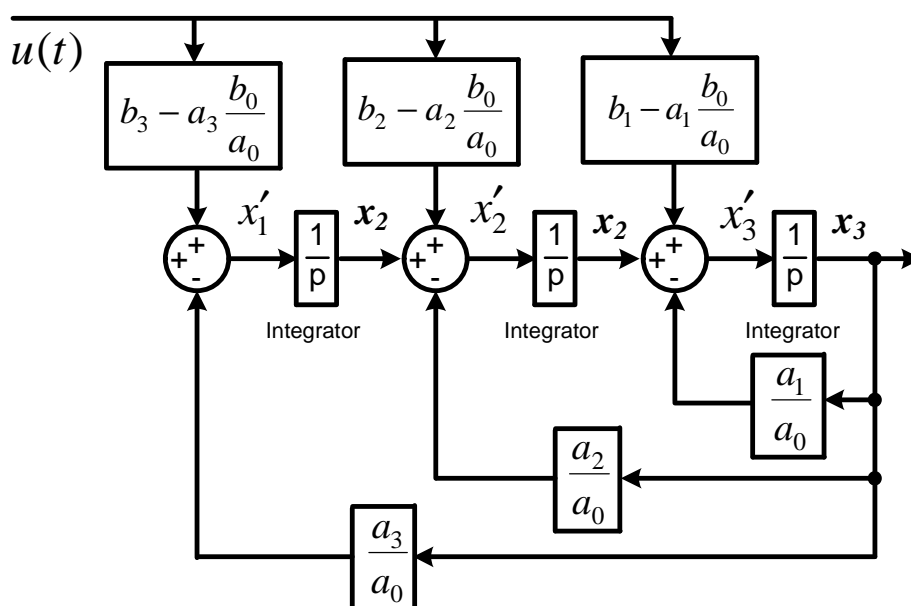 u(t)
b₃ − a₃ b₀/a₀
b₂ − a₂ b₀/a₀
b₁ − a₁ b₀/a₀
+ + - x′₁ 1/p x₂ + + - x′₂ 1/p x₂ + + - x′₃ 1/p x₃
Integrator Integrator Integrator
a₁/a₀
a₂/a₀
a₃/a₀